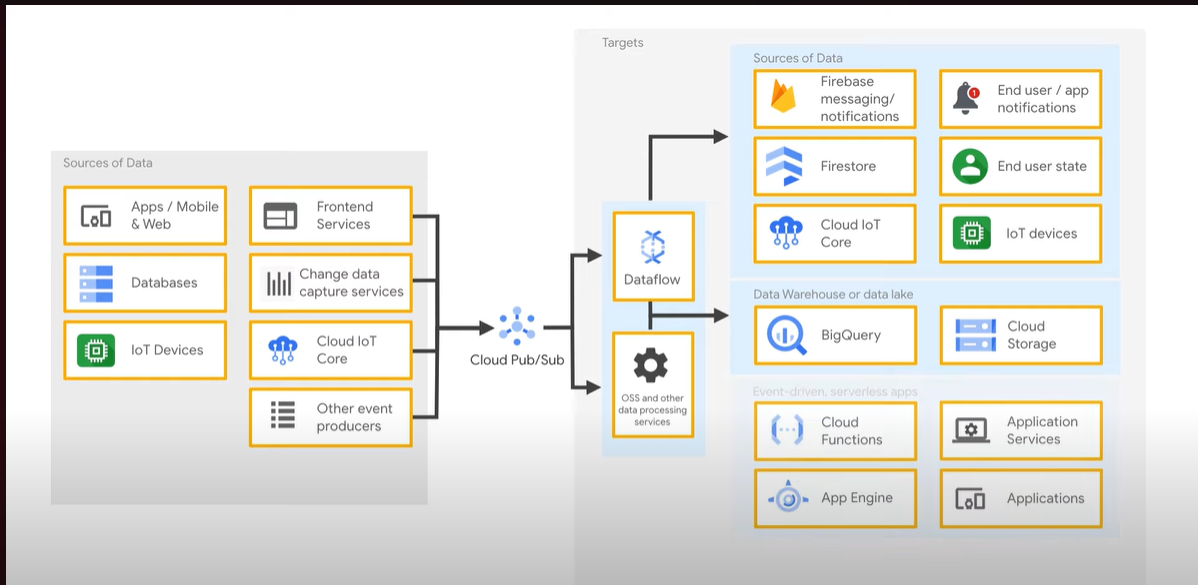 Sources of Data
Apps / Mobile
& Web
Frontend
Services
Databases
Change data
capture services
IoT Devices
Cloud IoT
Core
Other event
producers
Cloud Pub/Sub
Targets
Dataflow
OSS and other
data processing
services
Sources of Data
Firebase
messaging/
notifications
1
End user / app
notifications
Firestore
End user state
Cloud IoT
Core
IoT devices
Data Warehouse or data lake
BigQuery
Cloud
Storage
Event-driven, serverless apps
Cloud
Functions
Application
Services
App Engine
Applications